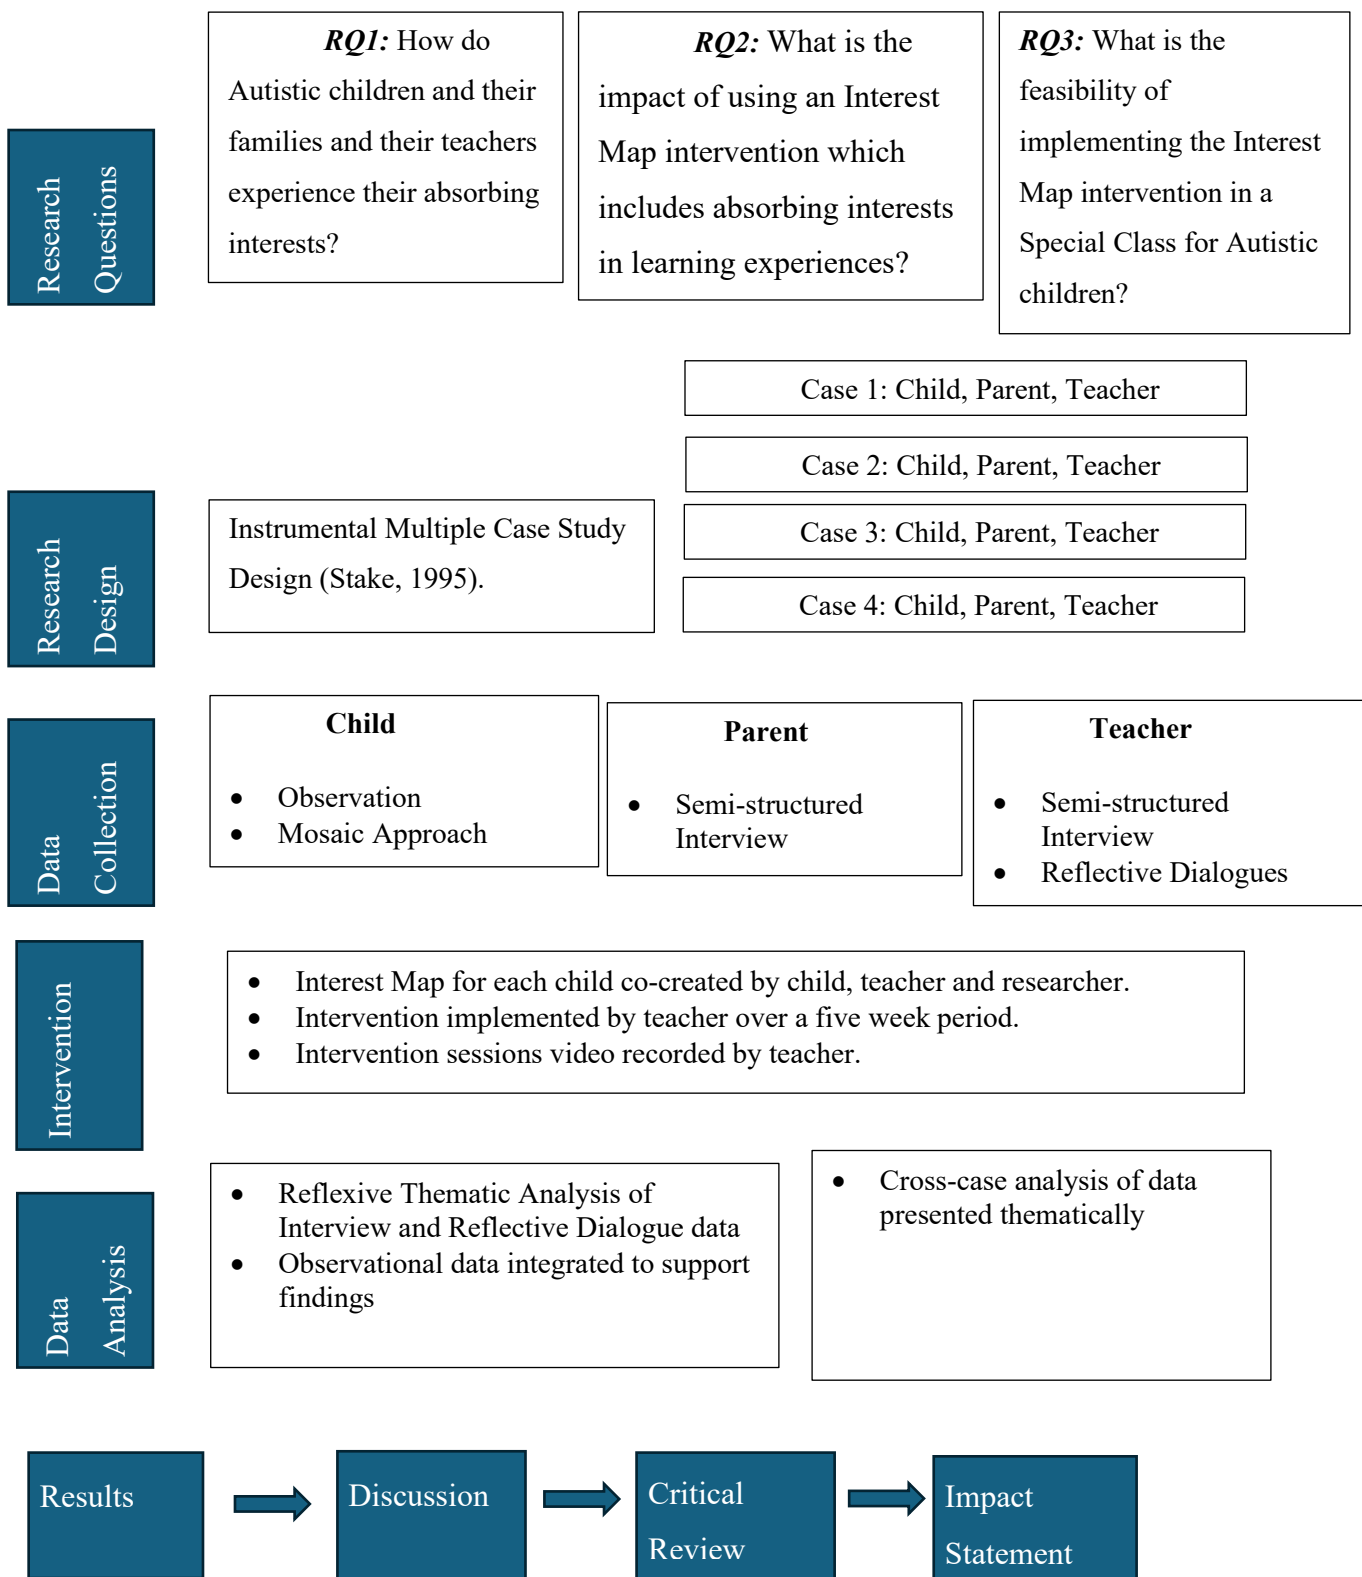 Research
Questions
RQ1: How do
Autistic children and their
families and their teachers
experience their absorbing
interests?
RQ2: What is the
impact of using an Interest
Map intervention which
includes absorbing interests
in learning experiences?
RQ3: What is the
feasibility of
implementing the Interest
Map intervention in a
Special Class for Autistic
children?
Research
Design
Instrumental Multiple Case Study
Design (Stake, 1995).
Case 1: Child, Parent, Teacher
Case 2: Child, Parent, Teacher
Case 3: Child, Parent, Teacher
Case 4: Child, Parent, Teacher
Data
Collection
Child
• Observation
• Mosaic Approach
Parent
• Semi-structured
Interview
Teacher
• Semi-structured
Interview
• Reflective Dialogues
Intervention
• Interest Map for each child co-created by child, teacher and researcher.
• Intervention implemented by teacher over a five week period.
• Intervention sessions video recorded by teacher.
Data
Analysis
• Reflexive Thematic Analysis of
Interview and Reflective Dialogue data
• Observational data integrated to support
findings
• Cross-case analysis of data
presented thematically
Results
Discussion
Critical
Review
Impact
Statement